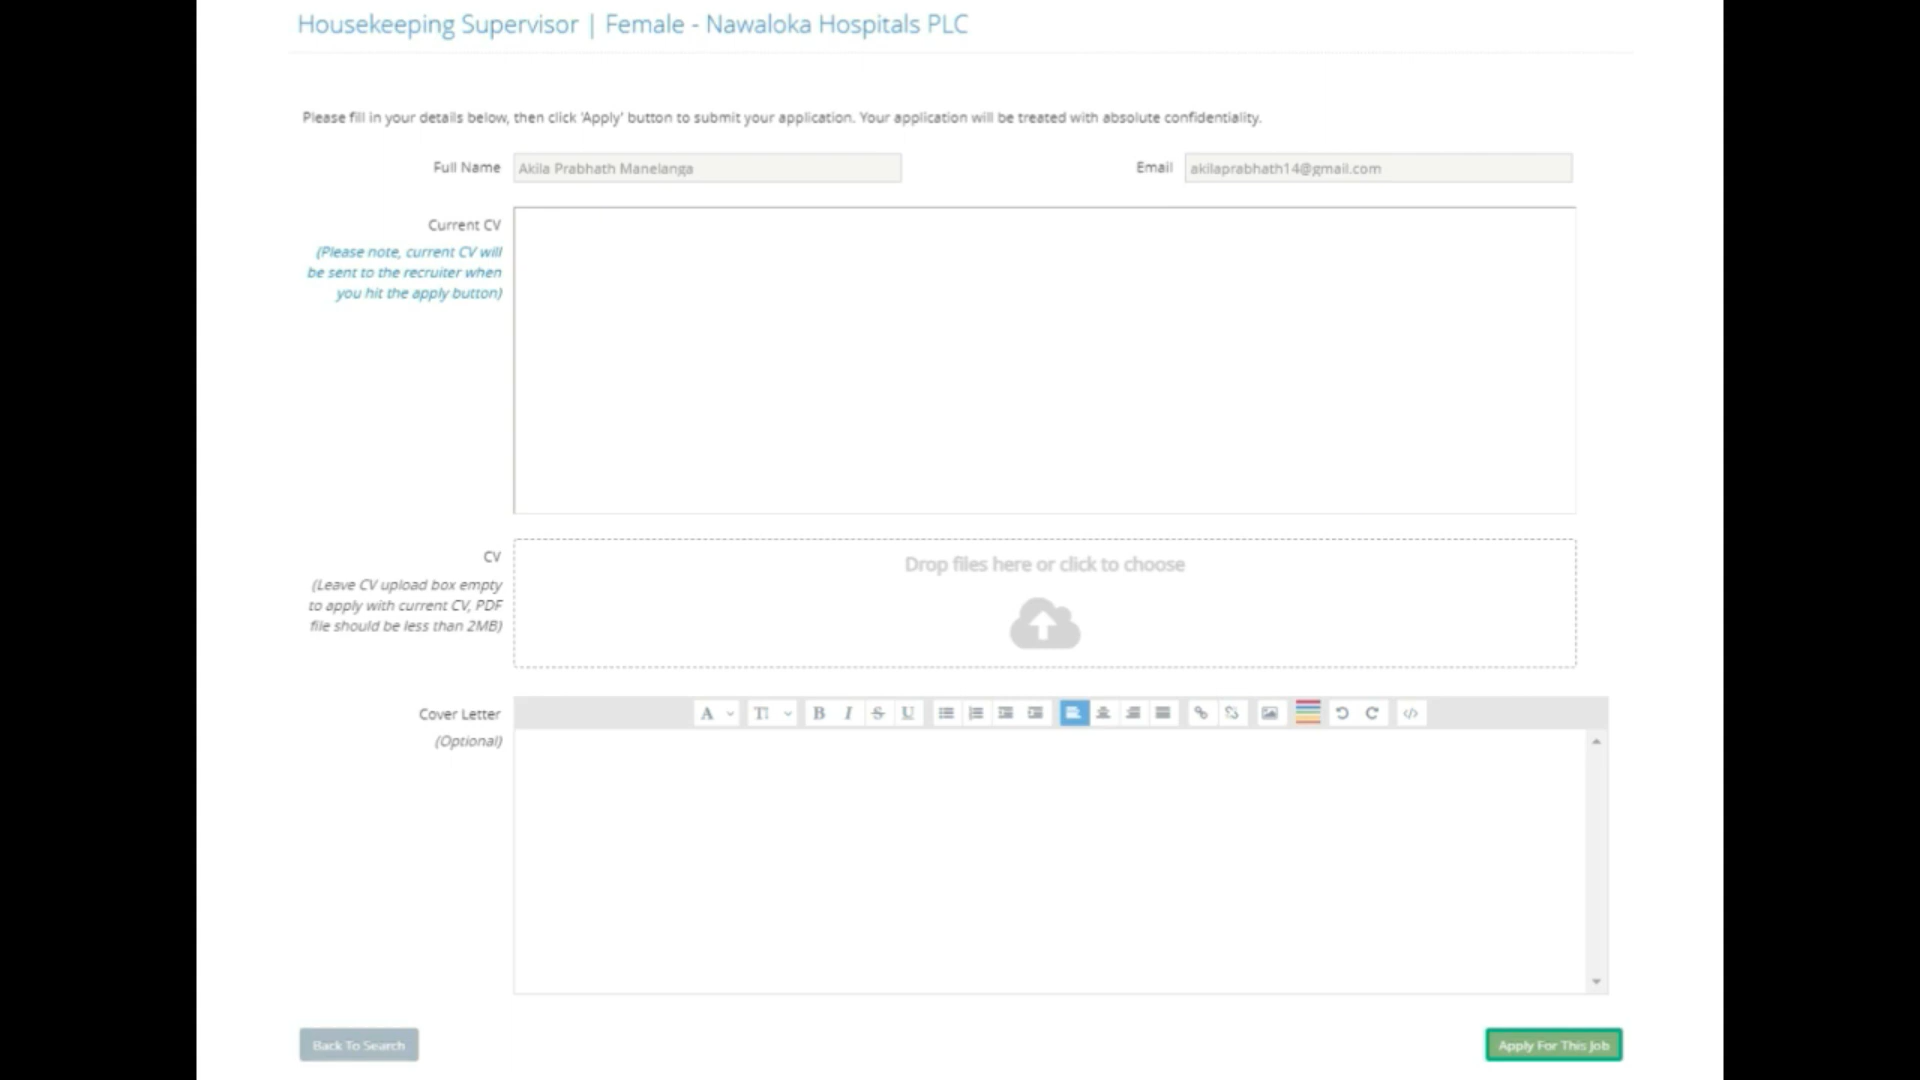 Housekeeping Supervisor | Female - Nawaloka Hospitals PLC
Please fill in your details below, then click 'Apply' button to submit your application. Your application will be treated with absolute confidentiality.
Full Name Akila Prabhath Manelanga Email akilaprabhath14@gmail.com
Current CV
(Please note, current CV will
be sent to the recruiter when
you hit the apply button)
CV
(Leave CV upload box empty
to apply with current CV, PDF
file should be less than 2MB)
Drop files here or click to choose
Cover Letter
(Optional)
Back To Search Apply For This Job